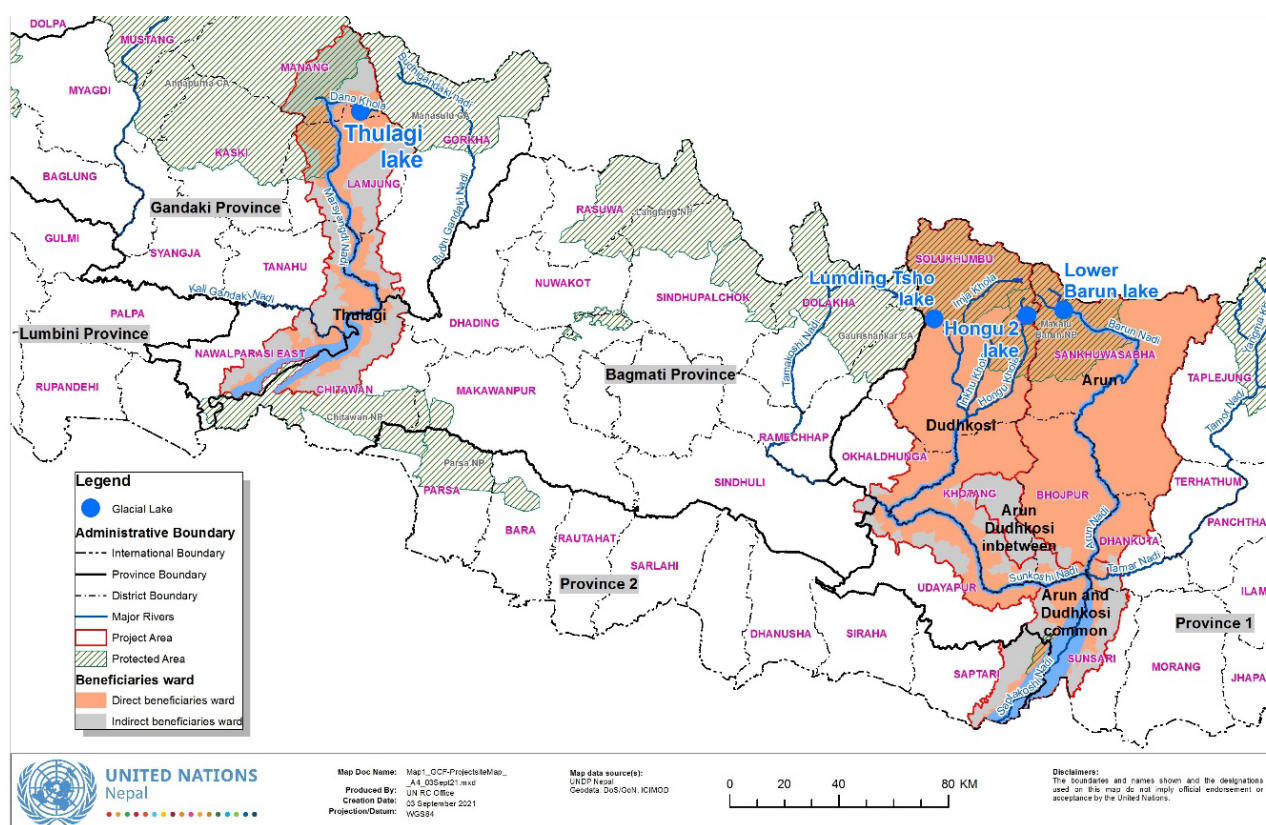 DOLPA
MUSTANG
MANANG
Budhigandaki nadi
MYAGDI
Annapurna CA
Dana Khola
Manasulu CA
Thulagi
lake
GORKHA
KASKI
BAGLUNG
LAMJUNG
Gandaki Province
RASUWA
Langtang NP
GULMI
SYANGJA
TANAHU
Marsyangdi Nadi
Budhi Gandaki Nadi
NUWAKOT
SINDHUPALCHOK
DOLAKHA
Lumding Tsho
lake
SOLUKHUMBU
Imja Khola
Lower
Barun lake
Kali Gandaki Nadi
PALPA
Thulagi
DHADING
Tamakoshi Nadi
Gaurishankar CA
Hongu 2
lake
Makalu
Barun NP
Barun Nadi
SANKHUWASABHA
Lumbini Province
NAWALPARASI EAST
CHITAWAN
MAKAWANPUR
Bagmati Province
Inkhu Khola
Hongu Khola
Arun
TAPLEJUNG
Tamor Nadi
RUPANDEHI
Chitawan NP
Dudhkosi
RAMECHHAP
OKHALDHUNGA
Parsa NP
PARSA
SINDHULI
KHOTANG
BHOJPUR
TERHATHUM
Arun
Dudhkosi
inbetween
Arun Nadi
PANCHTHA
BARA
RAUTAHAT
SARLAHI
DHANKUTA
Province 2
Sunkoshi Nadi
Tamar Nadi
UDAYAPUR
ILAM
Arun and
Dudhkosi
common
Province 1
DHANUSHA
SIRAHA
SAPTARI
SUNSARI
MORANG
JHAPA
Saptakoshi Nadi
Legend
Glacial Lake
Administrative Boundary
International Boundary
Province Boundary
District Boundary
Major Rivers
Project Area
Protected Area
Beneficiaries ward
Direct beneficiaries ward
Indirect beneficiaries ward
UNITED NATIONS
Nepal
Map Doc Name: Map1_GCF-ProjectsiteMap_
_A4_03Sept21.mxd
Produced By: UN RC Office
Creation Date: 03 September 2021
Projection/Datum: WGS84
Map data source(s):
UNDP Nepal
Geodata: DoS/GoN, ICIMOD
0 40 80 KM
Disclaimers:
The boundaries and names shown and the designations
used on this map do not imply official endorsement or
acceptance by the United Nations.